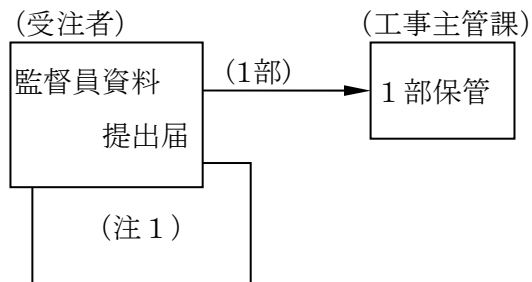 (受注者)
(工事主管課)
監督員資料
提出届
(1部)
１部保管
(注１)